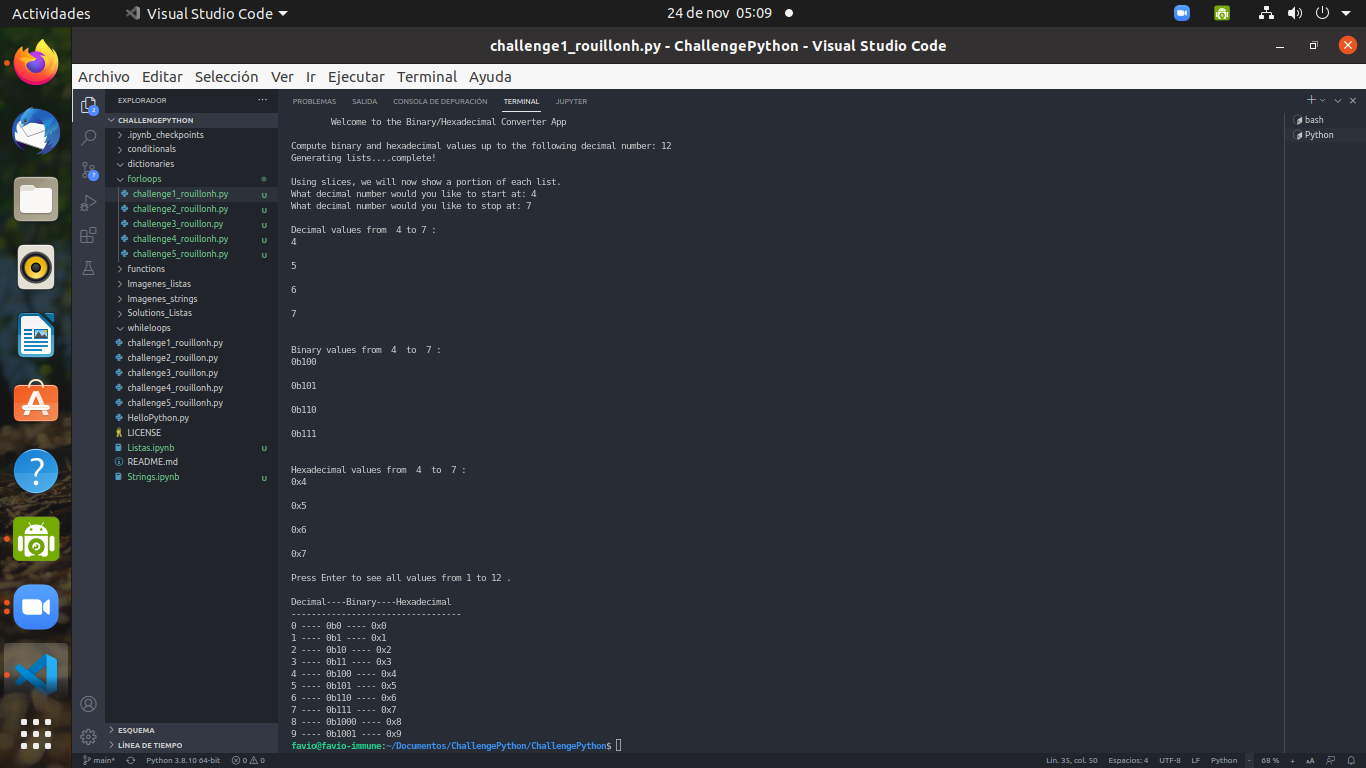 Actividades
Visual Studio Code
24 de nov 05:09
challenge1_rouillonh.py - ChallengePython - Visual Studio Code
Archivo Editar Selección Ver Ir Ejecutar Terminal Ayuda
EXPLORADOR
CHALLENGEPYTHON
.ipynb_checkpoints
conditionals
dictionaries
forloops
challenge1_rouillonh.py U
challenge2_rouillonh.py U
challenge3_rouillon.py U
challenge4_rouillonh.py U
challenge5_rouillonh.py U
functions
Imagenes_listas
Imagenes_strings
Solutions_Listas
whileloops
challenge1_rouillonh.py
challenge2_rouillon.py
challenge3_rouillon.py
challenge4_rouillonh.py
challenge5_rouillonh.py
HelloPython.py
LICENSE
Listas.ipynb U
README.md
Strings.ipynb U
ESQUEMA
LÍNEA DE TIEMPO
PROBLEMAS SALIDA CONSOLA DE DEPURACIÓN TERMINAL JUPYTER
bash
Python
Welcome to the Binary/Hexadecimal Converter App
Compute binary and hexadecimal values up to the following decimal number: 12
Generating lists....complete!
Using slices, we will now show a portion of each list.
What decimal number would you like to start at: 4
What decimal number would you like to stop at: 7
Decimal values from  4 to 7 :
4
5
6
7
Binary values from  4  to  7 :
0b100
0b101
0b110
0b111
Hexadecimal values from  4  to  7 :
0x4
0x5
0x6
0x7
Press Enter to see all values from 1 to 12 .
Decimal----Binary----Hexadecimal
----------------------------------
0 ---- 0b0 ---- 0x0
1 ---- 0b1 ---- 0x1
2 ---- 0b10 ---- 0x2
3 ---- 0b11 ---- 0x3
4 ---- 0b100 ---- 0x4
5 ---- 0b101 ---- 0x5
6 ---- 0b110 ---- 0x6
7 ---- 0b111 ---- 0x7
8 ---- 0b1000 ---- 0x8
9 ---- 0b1001 ---- 0x9
favio@favio-immune:~/Documentos/ChallengePython/ChallengePython$
main* Python 3.8.10 64-bit 0 0 Lín. 35, col. 50 Espacios: 4 UTF-8 LF Python - 68 % +